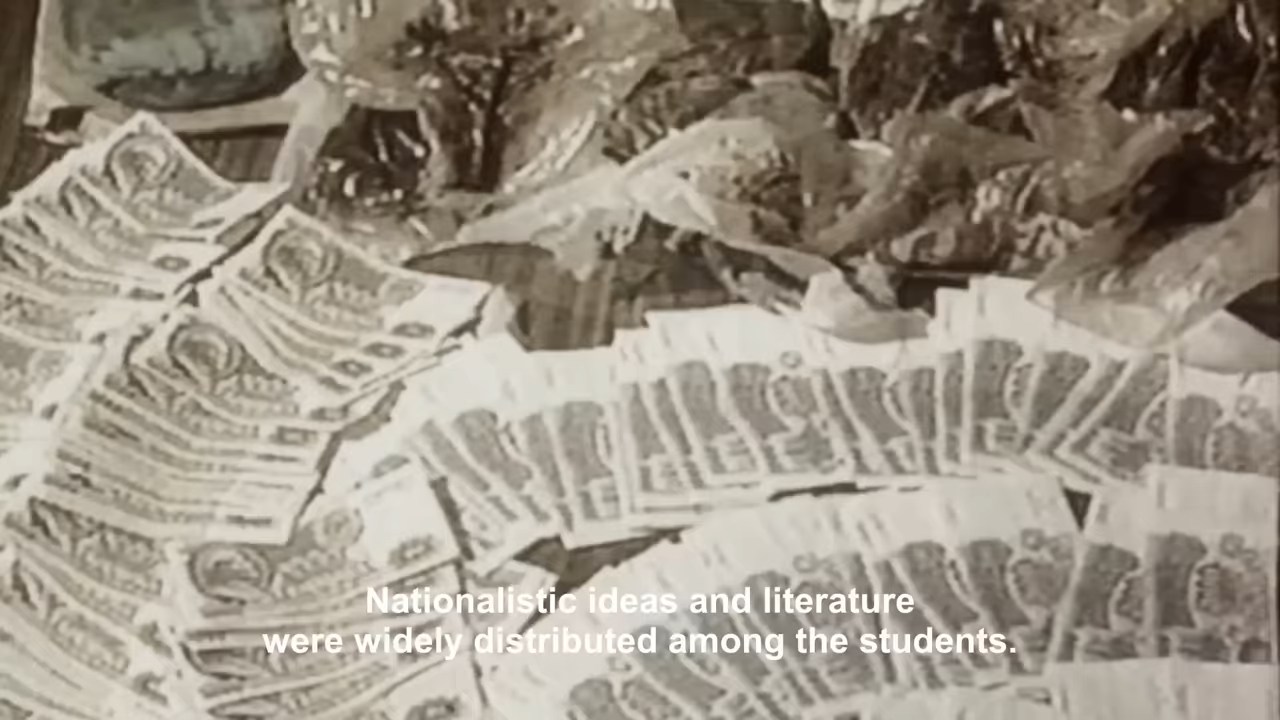 Nationalistic ideas and literature
were widely distributed among the students.